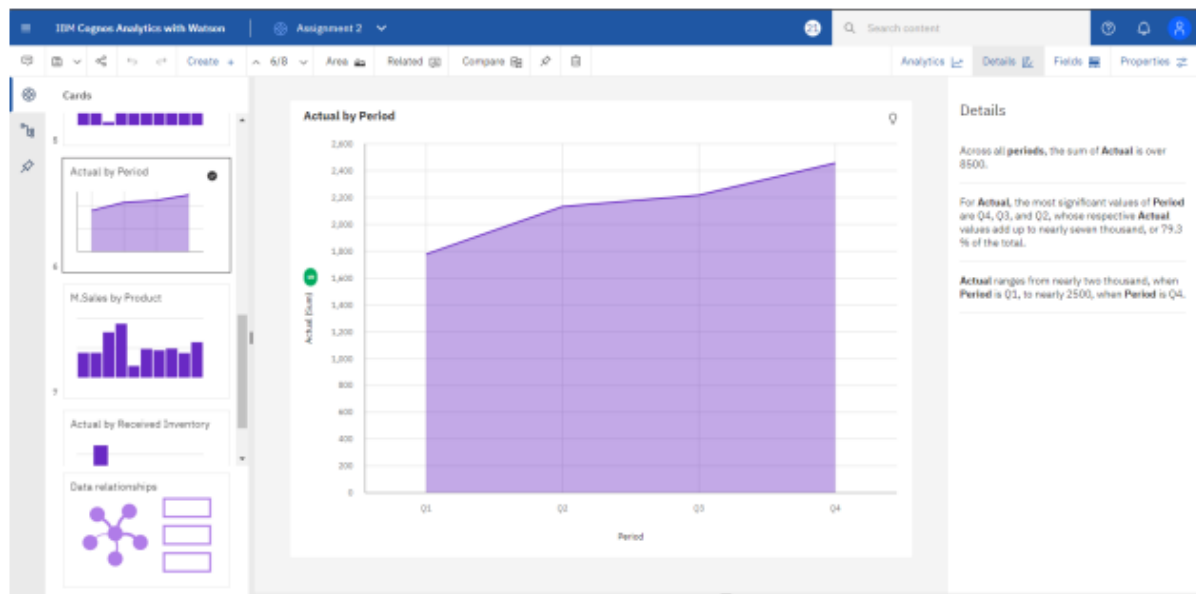 IBM Cognos Analytics with Watson
Assignment 2
21
Search content
Create +
6/8
Area
Related
Compare
Analytics
Details
Fields
Properties
Cards
Actual by Period
6
M.Sales by Product
Actual by Received Inventory
Data relationships
Actual by Period
2,600
2,400
2,200
2,000
1,800
1,600
1,400
1,200
1,000
800
600
400
200
0
Actual (Sum)
Q1
Q2
Q3
Q4
Period
Details
Across all periods, the sum of Actual is over
8500.
For Actual, the most significant values of Period
are Q4, Q3, and Q2, whose respective Actual
values add up to nearly seven thousand, or 79.3
% of the total.
Actual ranges from nearly two thousand, when
Period is Q1, to nearly 2500, when Period is Q4.